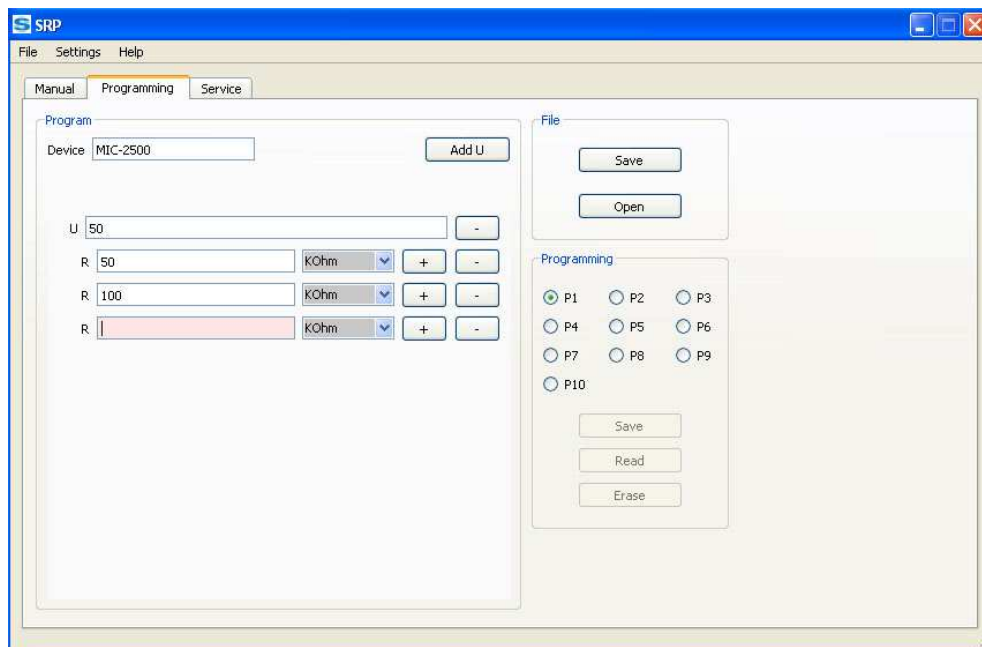 SRP
File Settings Help
Manual Programming Service
Program
Device MIC-2500 Add U
U 50 -
R 50 KOhm + -
R 100 KOhm + -
R KOhm + -
File
Save
Open
Programming
P1 P2 P3
P4 P5 P6
P7 P8 P9
P10
Save
Read
Erase